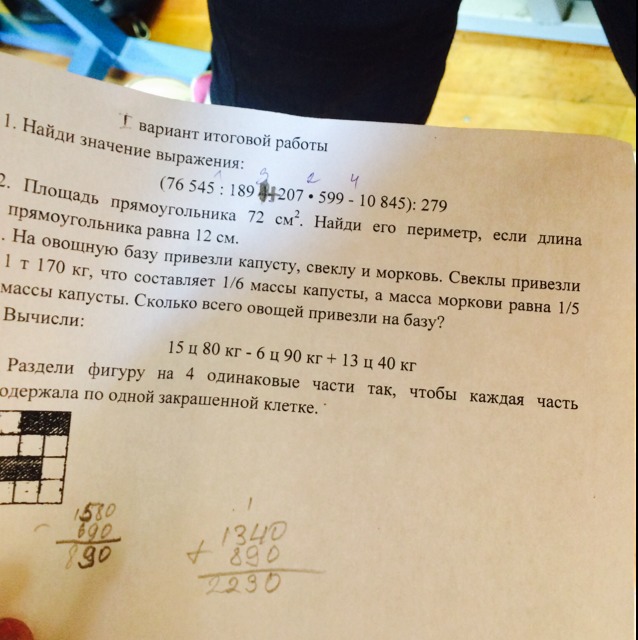 I вариант итоговой работы
1. Найди значение выражения:
1 3 2 4
(76 545 : 189 + 207 • 599 - 10 845): 279
2. Площадь прямоугольника 72 см². Найди его периметр, если длина
прямоугольника равна 12 см.
. На овощную базу привезли капусту, свеклу и морковь. Свеклы привезли
1 т 170 кг, что составляет 1/6 массы капусты, а масса моркови равна 1/5
массы капусты. Сколько всего овощей привезли на базу?
Вычисли:
15 ц 80 кг - 6 ц 90 кг + 13 ц 40 кг
Раздели фигуру на 4 одинаковые части так, чтобы каждая часть
одержала по одной закрашенной клетке.
1580
- 690
890
1
1340
+ 890
2230